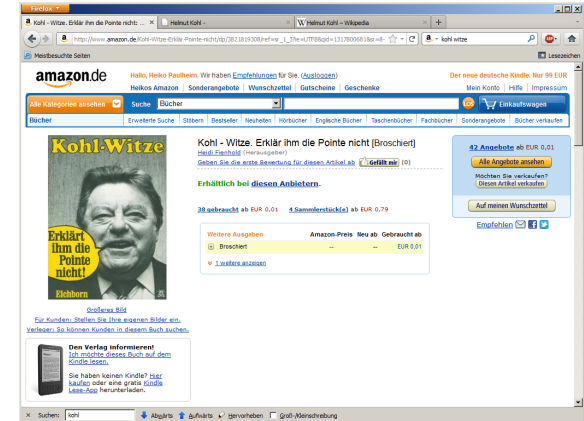 Firefox
Kohl - Witze. Erklär ihm die Pointe nicht: ...
Helmut Kohl -
Helmut Kohl – Wikipedia
http://www.amazon.de/Kohl-Witze-Erklär-Pointe-nicht/dp/3821819308/ref=sr_1_3?ie=UTF8&qid=1317800681&sr=8-
kohl witze
Meistbesuchte Seiten
Lesezeichen
amazon.de
Hallo, Heiko Paulheim. Wir haben Empfehlungen für Sie. (Ausloggen)
Der neue deutsche Kindle. Nur 99 EUR
Heikos Amazon Sonderangebote Wunschzettel Gutscheine Geschenke
Mein Konto Hilfe Impressum
Alle Kategorien ansehen
Suche Bücher
LOS
Einkaufswagen
Bücher
Erweiterte Suche Stöbern Bestseller Neuheiten Hörbücher Englische Bücher Taschenbücher Fachbücher Sonderangebote Bücher verkaufen
Kohl-Witze
Erklärt
ihm die
Pointe
nicht!
Eichborn
Größeres Bild
Für Kunden: Stellen Sie Ihre eigenen Bilder ein.
Verleger: So können Kunden in diesem Buch suchen.
Den Verlag informieren!
Ich möchte dieses Buch auf dem
Kindle lesen.
Sie haben keinen Kindle? Hier
kaufen oder eine gratis Kindle
Lese-App herunterladen.
Kohl - Witze. Erklär ihm die Pointe nicht [Broschiert]
Heidi Fienhold (Herausgeber)
Geben Sie die erste Bewertung für diesen Artikel ab Gefällt mir (0)
Erhältlich bei diesen Anbietern.
38 gebraucht ab EUR 0,01 4 Sammlerstück(e) ab EUR 0,79
Weitere Ausgaben Amazon-Preis Neu ab Gebraucht ab
Broschiert -- -- EUR 0,01
1 weitere anzeigen
42 Angebote ab EUR 0,01
Alle Angebote ansehen
Möchten Sie verkaufen?
Diesen Artikel verkaufen
Auf meinen Wunschzettel
Empfehlen
Suchen: kohl Abwärts Aufwärts Hervorheben Groß-/Kleinschreibung